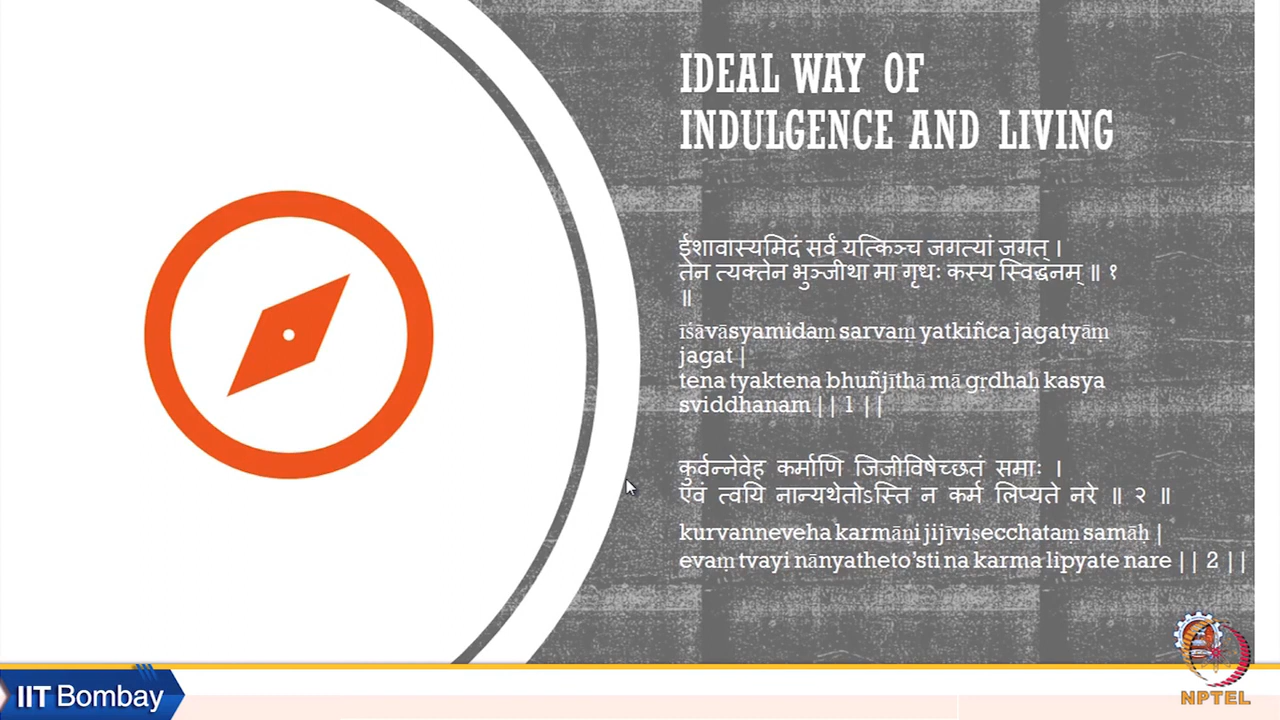 IDEAL WAY OF
INDULGENCE AND LIVING
ईशावास्यमिदं सर्वं यत्किञ्च जगत्यां जगत् ।
तेन त्यक्तेन भुञ्जीथा मा गृधः कस्य स्विद्धनम् ॥ १
॥
īśāvāsyamidaṃ sarvaṃ yatkiñca jagatyāṃ
jagat |
tena tyaktena bhuñjīthā mā gṛdhaḥ kasya
sviddhanam || 1 ||
कुर्वन्नेवेह कर्माणि जिजीविषेच्छतं समाः ।
एवं त्वयि नान्यथेतोऽस्ति न कर्म लिप्यते नरे ॥ २ ॥
kurvanneveha karmāṇi jijīviṣecchataṃ samāḥ |
evaṃ tvayi nānyatheto’sti na karma lipyate nare || 2 ||
IIT Bombay
NPTEL